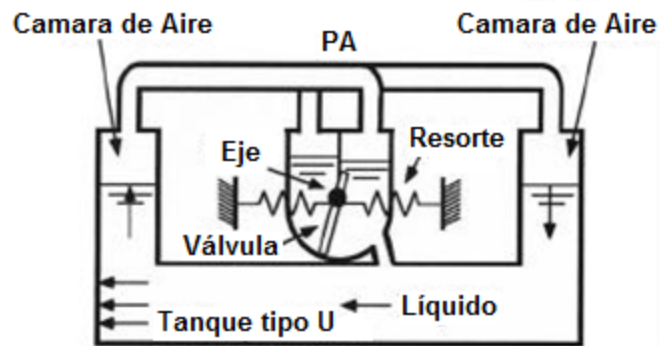 Camara de Aire
Camara de Aire
PA
Resorte
Eje
Válvula
Líquido
Tanque tipo U